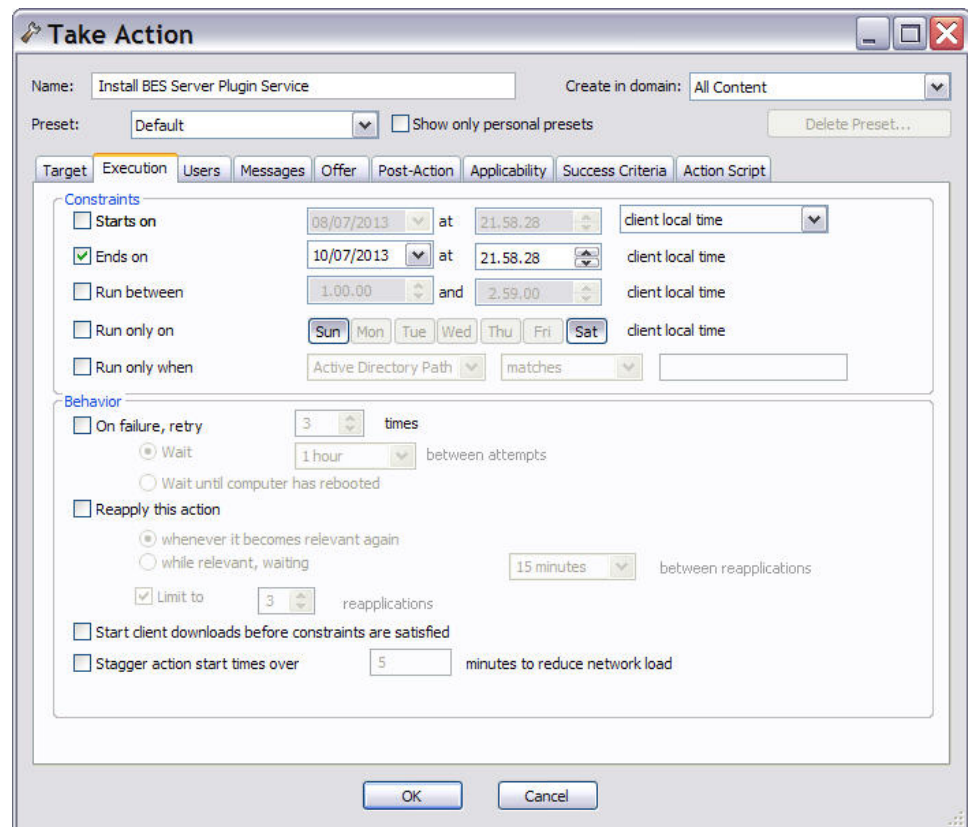 Take Action
Name: Install BES Server Plugin Service Create in domain: All Content
Preset: Default Show only personal presets Delete Preset...
Target Execution Users Messages Offer Post-Action Applicability Success Criteria Action Script
Constraints
Starts on 08/07/2013 at 21.58.28 client local time
Ends on 10/07/2013 at 21.58.28 client local time
Run between 1.00.00 and 2.59.00 client local time
Run only on Sun Mon Tue Wed Thu Fri Sat client local time
Run only when Active Directory Path matches
Behavior
On failure, retry 3 times
Wait 1 hour between attempts
Wait until computer has rebooted
Reapply this action
whenever it becomes relevant again
while relevant, waiting 15 minutes between reapplications
Limit to 3 reapplications
Start client downloads before constraints are satisfied
Stagger action start times over 5 minutes to reduce network load
OK Cancel